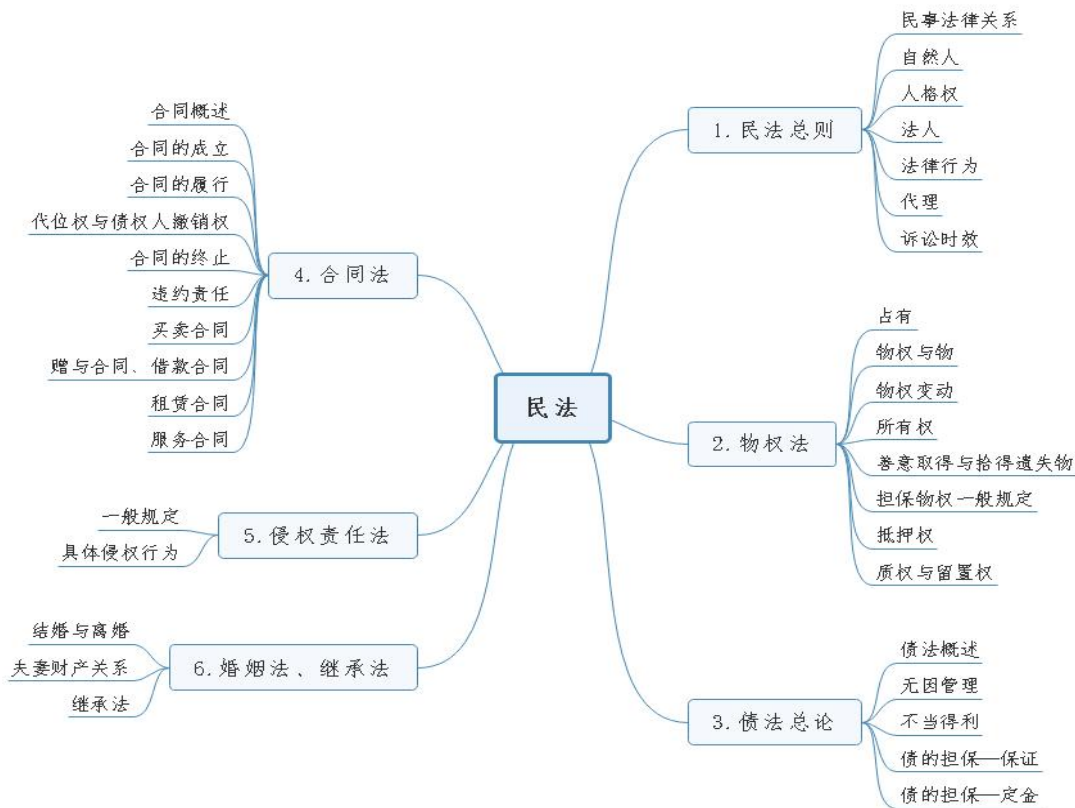 民法
1.民法总则
民事法律关系
自然人
人格权
法人
法律行为
代理
诉讼时效
2.物权法
占有
物权与物
物权变动
所有权
善意取得与拾得遗失物
担保物权一般规定
抵押权
质权与留置权
3.债法总论
债法概述
无因管理
不当得利
债的担保—保证
债的担保—定金
4.合同法
合同概述
合同的成立
合同的履行
代位权与债权人撤销权
合同的终止
违约责任
买卖合同
赠与合同、借款合同
租赁合同
服务合同
5.侵权责任法
一般规定
具体侵权行为
6.婚姻法、继承法
结婚与离婚
夫妻财产关系
继承法